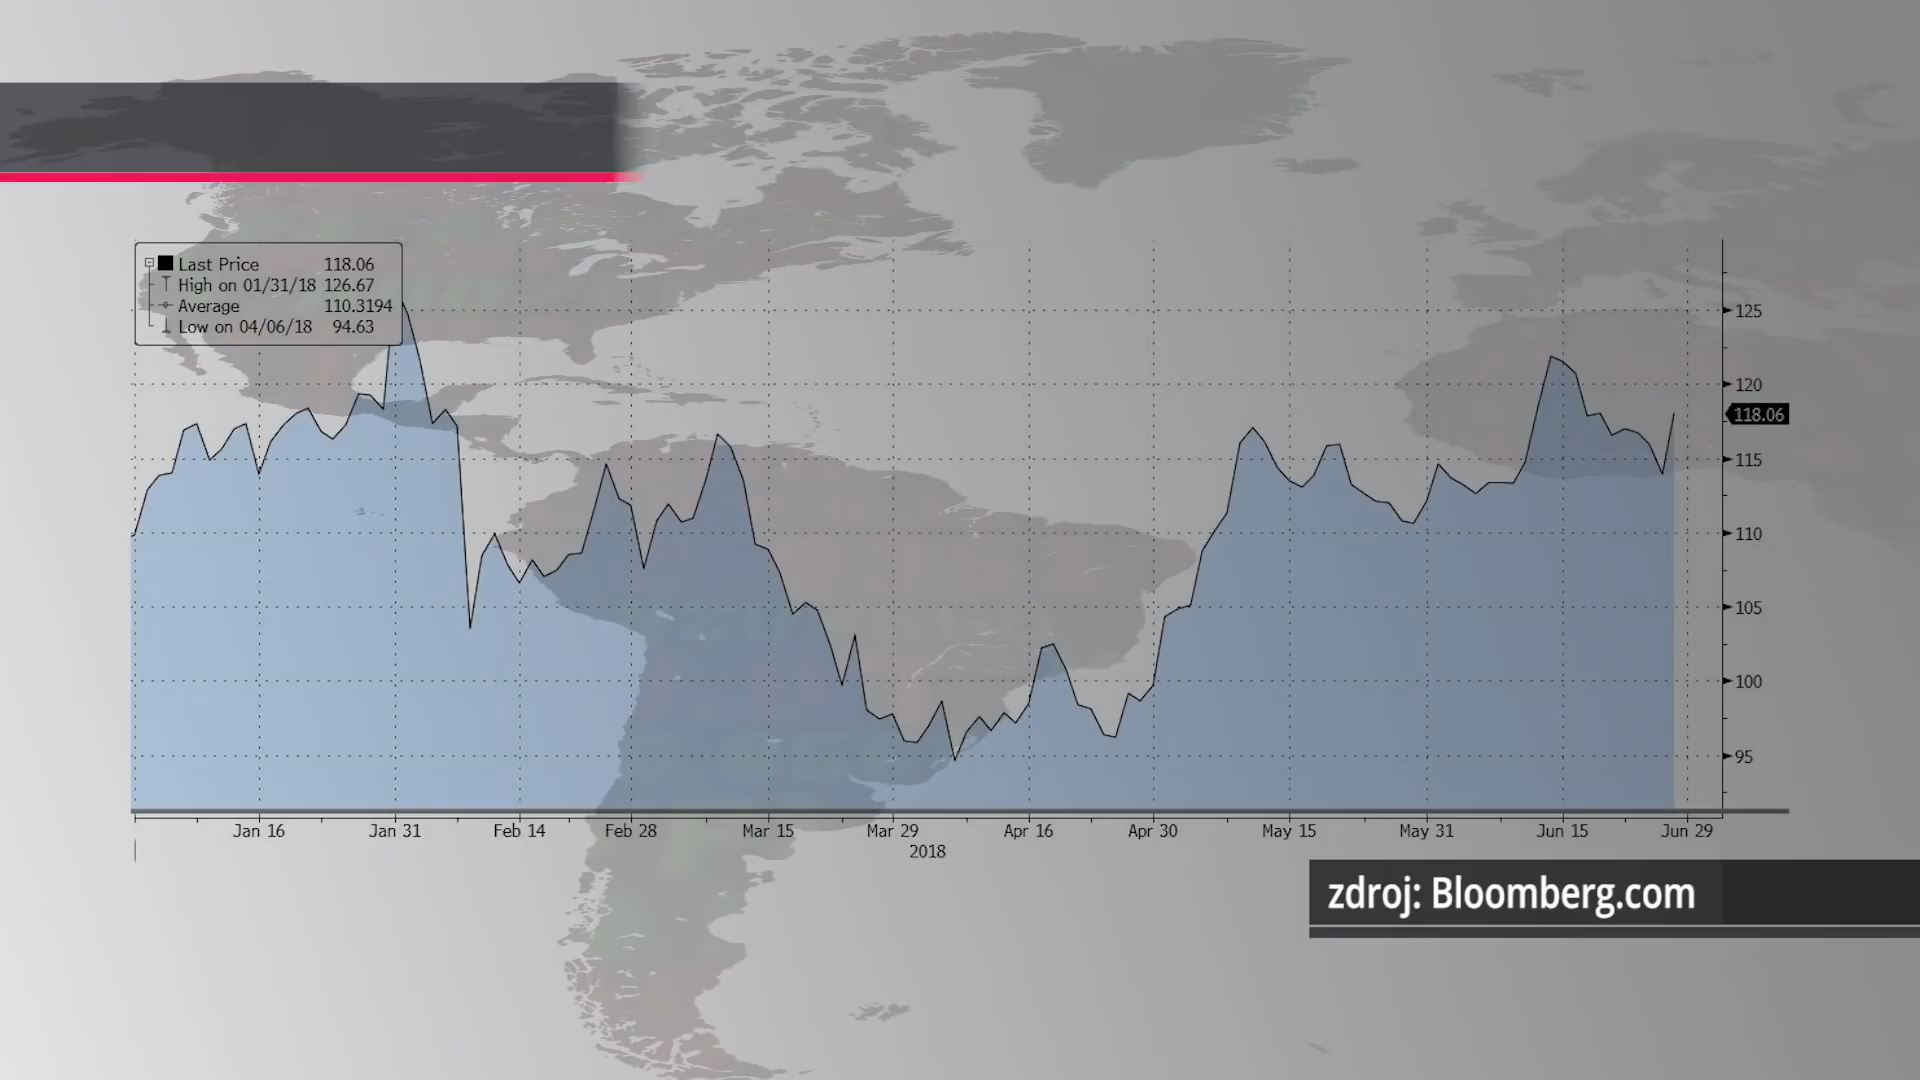 Last Price 118.06
High on 01/31/18 126.67
Average 110.3194
Low on 04/06/18 94.63
125
120
118.06
115
110
105
100
95
Jan 16 Jan 31 Feb 14 Feb 28 Mar 15 Mar 29 Apr 16 Apr 30 May 15 May 31 Jun 15 Jun 29
2018
zdroj: Bloomberg.com